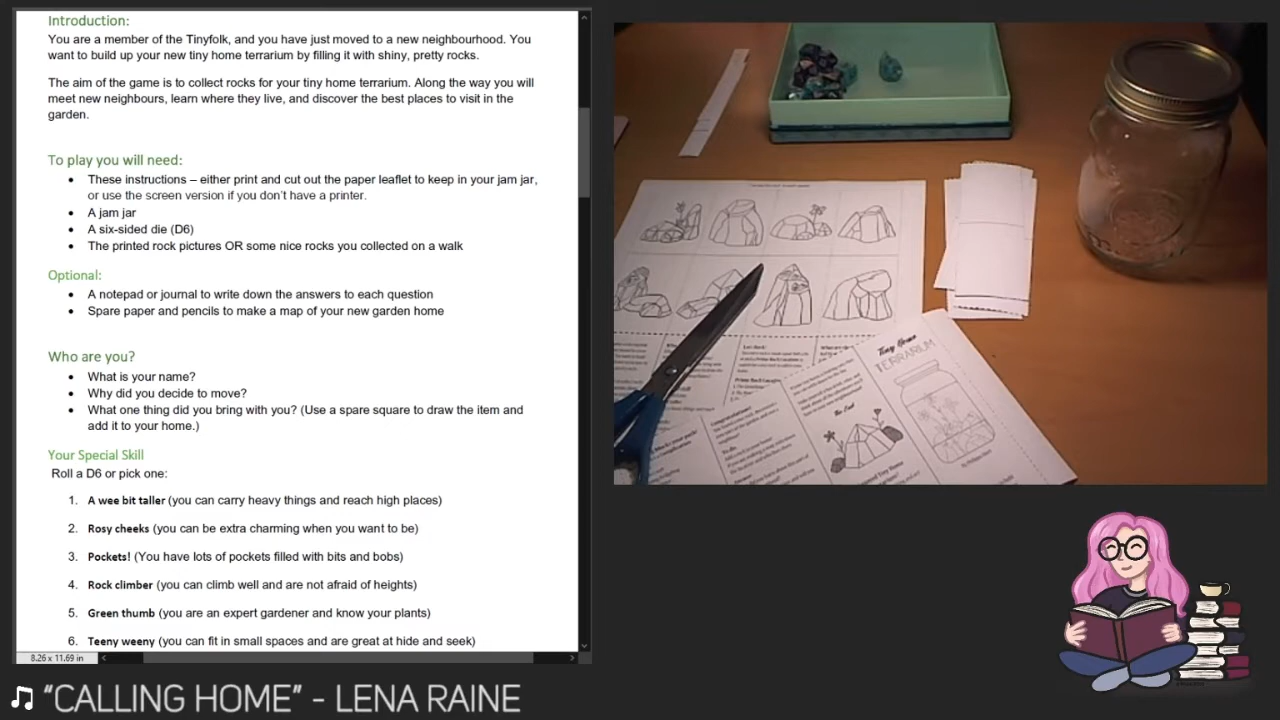 Introduction:
You are a member of the Tinyfolk, and you have just moved to a new neighbourhood. You
want to build up your new tiny home terrarium by filling it with shiny, pretty rocks.
The aim of the game is to collect rocks for your tiny home terrarium. Along the way you will
meet new neighbours, learn where they live, and discover the best places to visit in the
garden.
To play you will need:
• These instructions – either print and cut out the paper leaflet to keep in your jam jar,
or use the screen version if you don't have a printer.
• A jam jar
• A six-sided die (D6)
• The printed rock pictures OR some nice rocks you collected on a walk
Optional:
• A notepad or journal to write down the answers to each question
• Spare paper and pencils to make a map of your new garden home
Who are you?
• What is your name?
• Why did you decide to move?
• What one thing did you bring with you? (Use a spare square to draw the item and
add it to your home.)
Your Special Skill
Roll a D6 or pick one:
1. A wee bit taller (you can carry heavy things and reach high places)
2. Rosy cheeks (you can be extra charming when you want to be)
3. Pockets! (You have lots of pockets filled with bits and bobs)
4. Rock climber (you can climb well and are not afraid of heights)
5. Green thumb (you are an expert gardener and know your plants)
6. Teeny weeny (you can fit in small spaces and are great at hide and seek)
8.26 x 11.69 in
Tiny Home
TERRARIUM
Congratulations!
The End
"CALLING HOME" - LENA RAINE